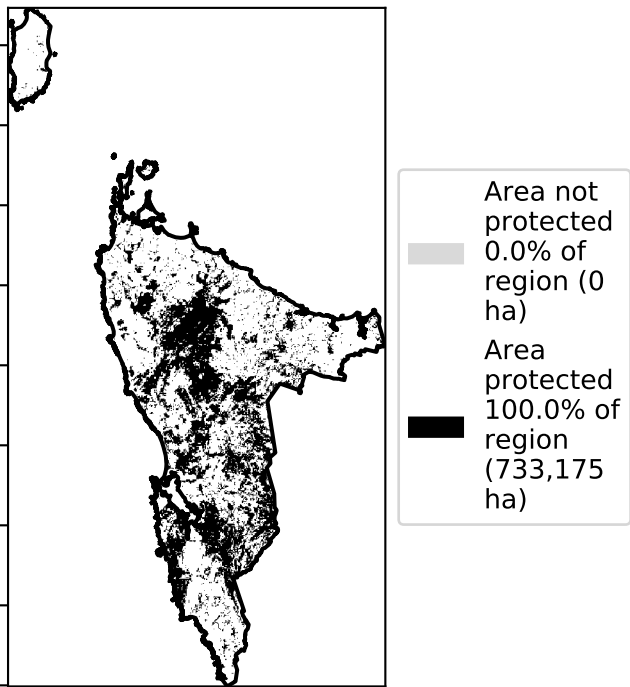 Area not
protected
0.0% of
region (0
ha)
Area
protected
100.0% of
region
(733,175
ha)